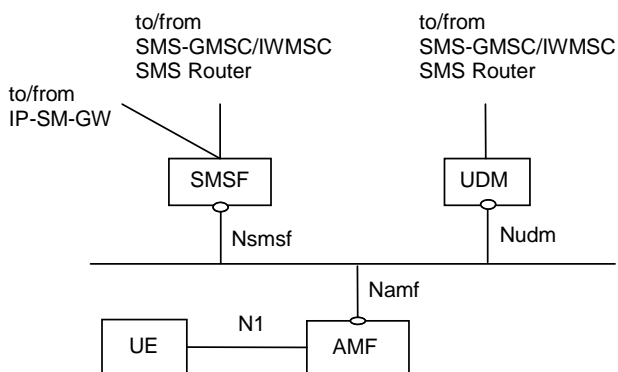 to/from
SMS-GMSC/IWMSC
SMS Router
to/from
SMS-GMSC/IWMSC
SMS Router
to/from
IP-SM-GW
SMSF
UDM
Nsmsf
Nudm
Namf
N1
UE
AMF